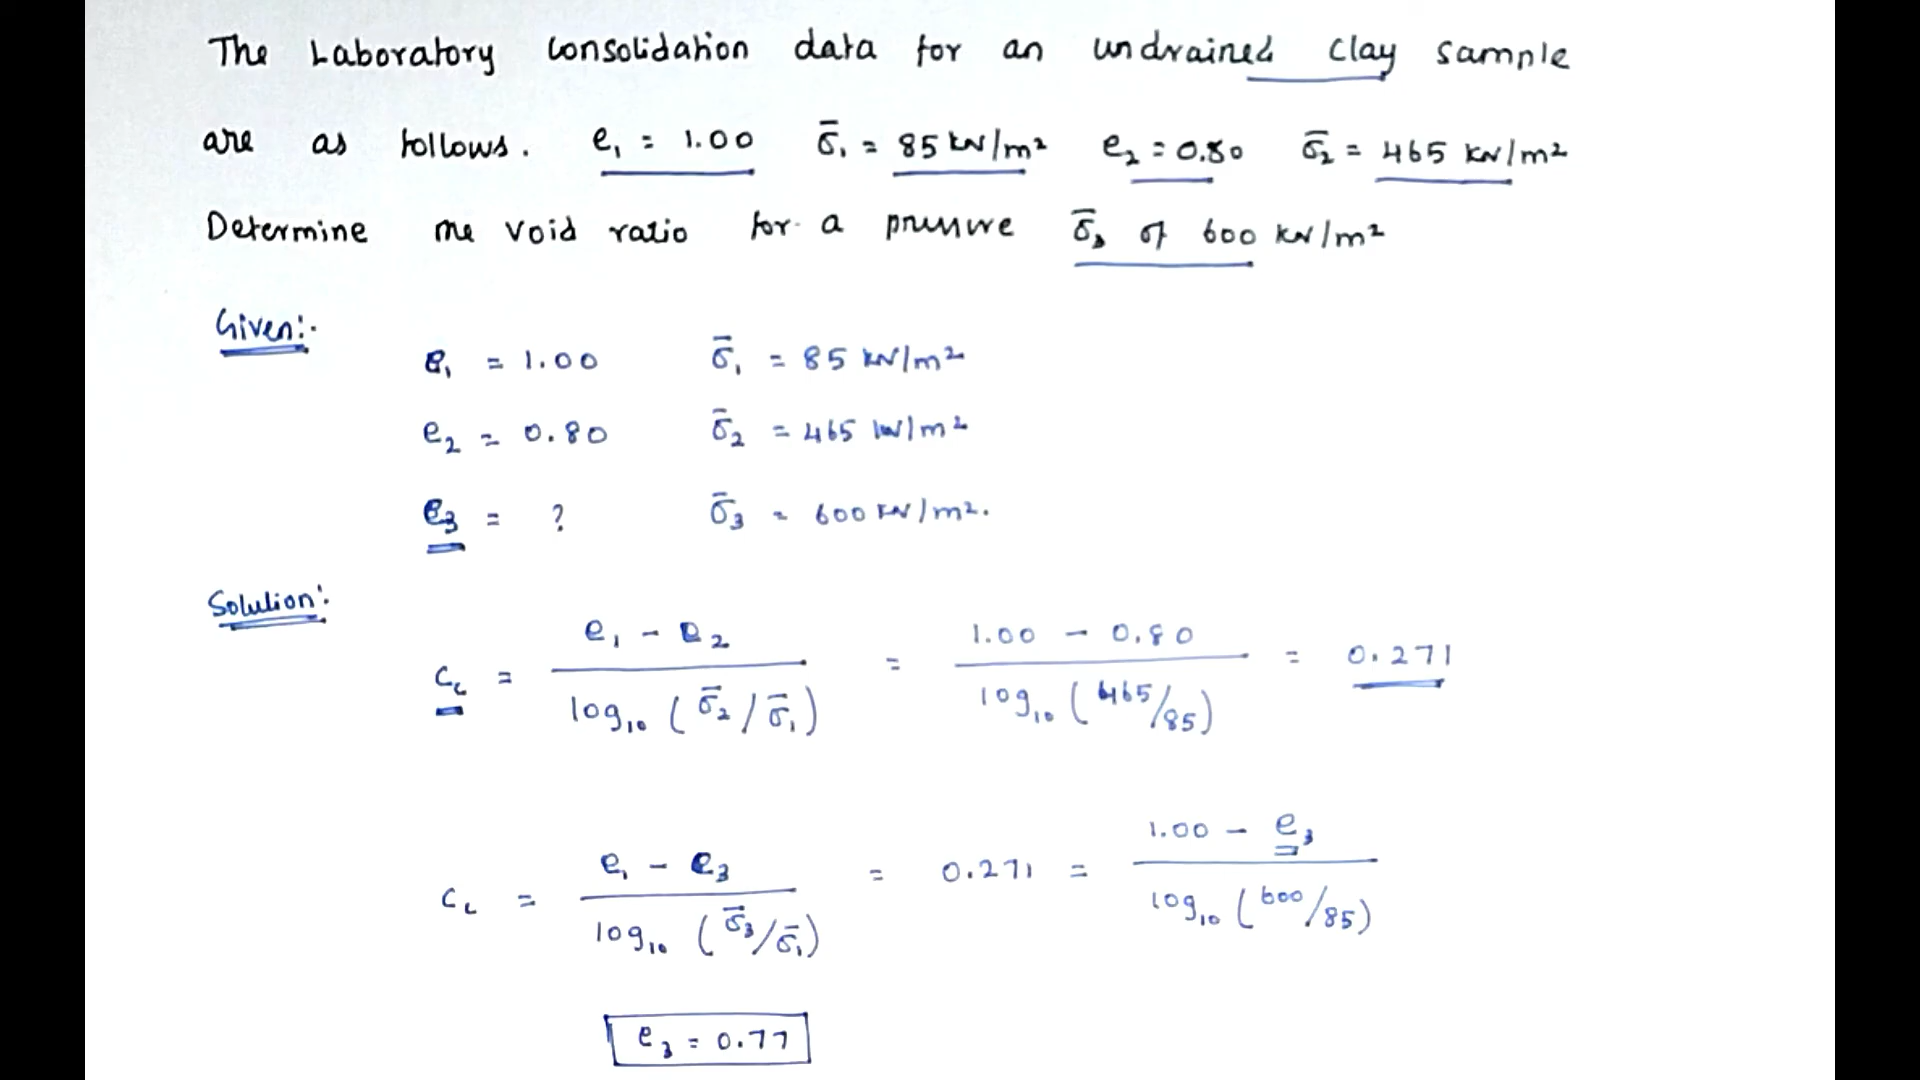 The Laboratory consolidation data for an undrained clay sample
are as follows. e₁ = 1.00 σ̄₁ = 85 kN/m² e₂ = 0.80 σ̄₂ = 465 kN/m²
Determine the void ratio for a pressure σ̄₃ of 600 kN/m²
Given:-
e₁ = 1.00 σ̄₁ = 85 kN/m²
e₂ = 0.80 σ̄₂ = 465 kN/m²
e₃ = ? σ̄₃ = 600 kN/m².
Solution:
e₁ - e₂ 1.00 - 0.80
C꜀ = = = 0.271
log₁₀ (σ̄₂/σ̄₁) log₁₀ (465/85)
e₁ - e₃ 1.00 - e₃
C꜀ = = 0.271 =
log₁₀ (σ̄₃/σ̄₁) log₁₀ (600/85)
e₃ = 0.77